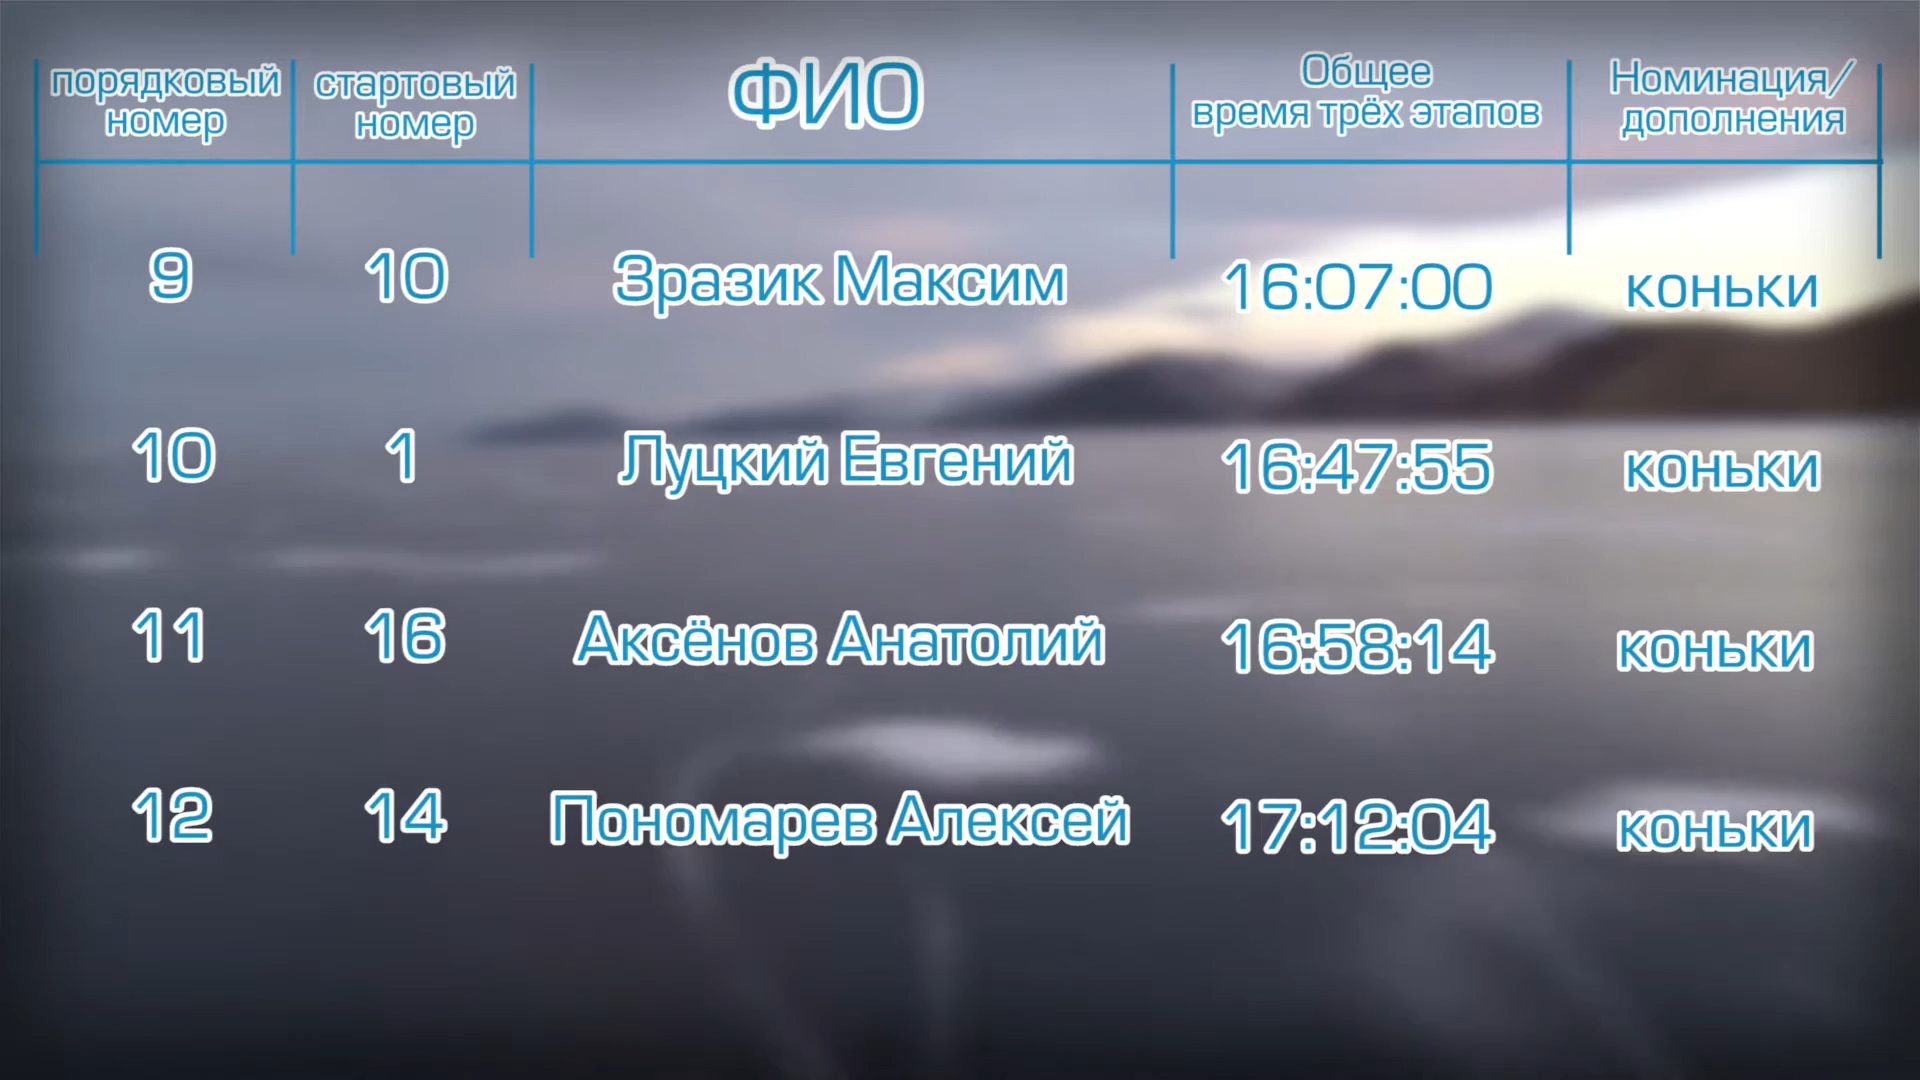 порядковый
номер
стартовый
номер
ФИО
Общее
время трёх этапов
Номинация/
дополнения
9 10 Зразик Максим 16:07:00 коньки
10 1 Луцкий Евгений 16:47:55 коньки
11 16 Аксёнов Анатолий 16:58:14 коньки
12 14 Пономарев Алексей 17:12:04 коньки